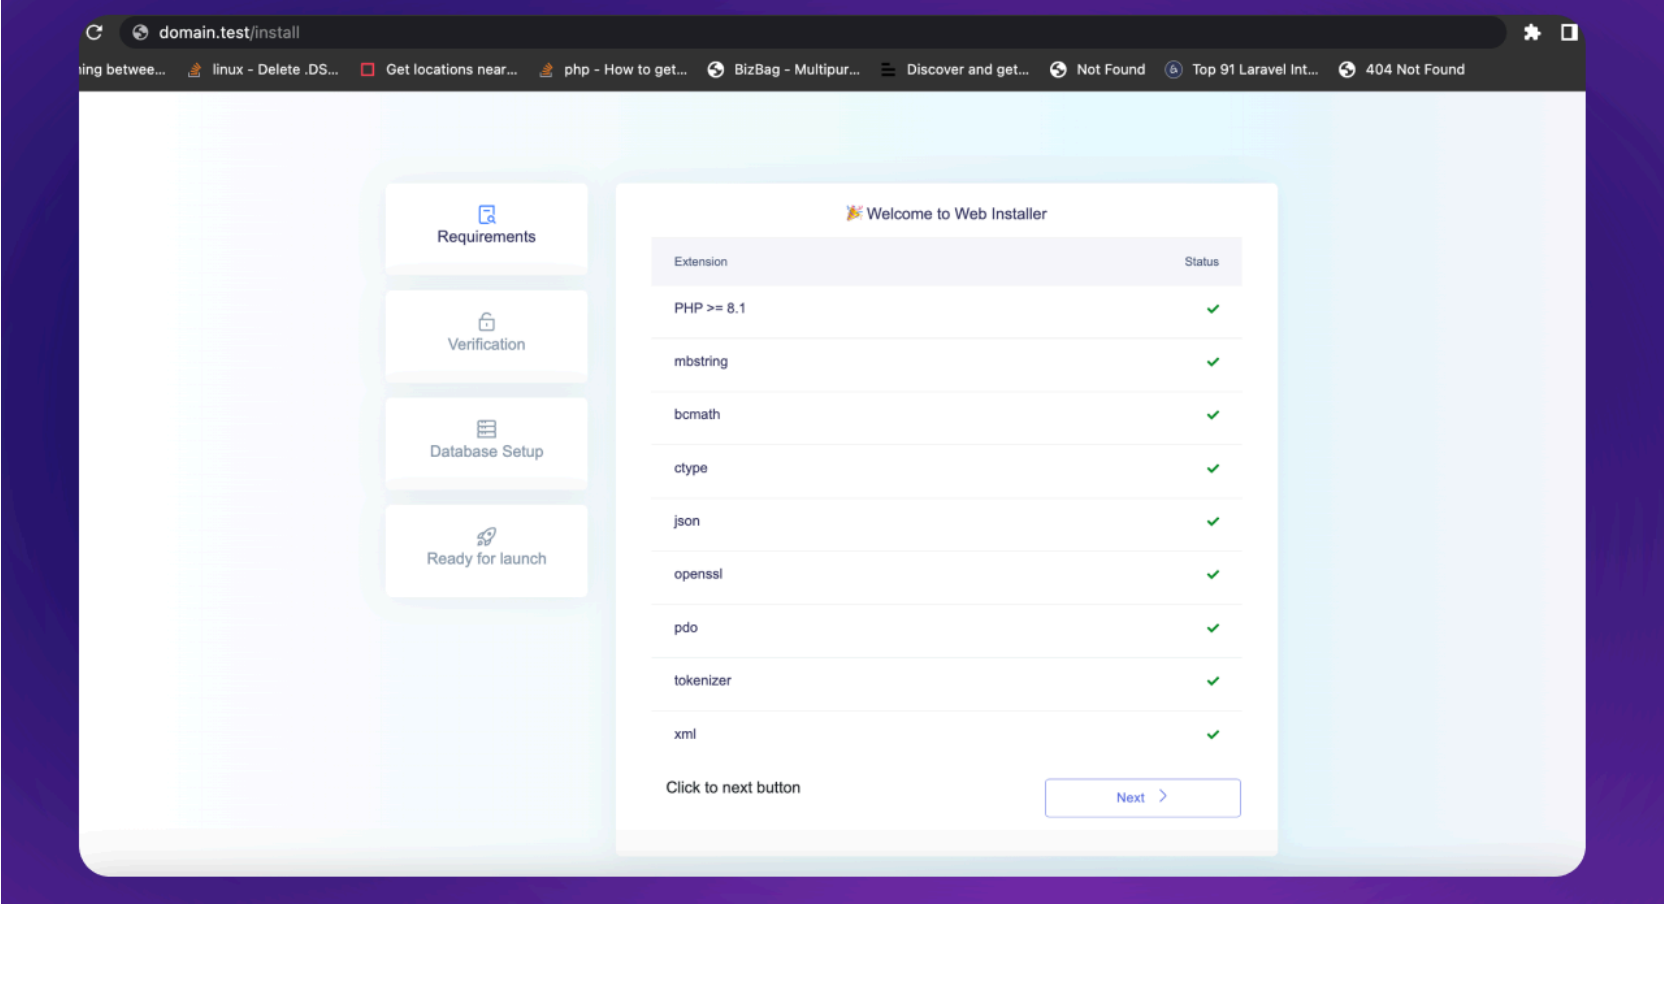 domain.test/install
ning betwee... linux - Delete .DS... Get locations near... php - How to get... BizBag - Multipur... Discover and get... Not Found Top 91 Laravel Int... 404 Not Found
Requirements
Verification
Database Setup
Ready for launch
🎉 Welcome to Web Installer
Extension Status
PHP >= 8.1
mbstring
bcmath
ctype
json
openssl
pdo
tokenizer
xml
Click to next button
Next